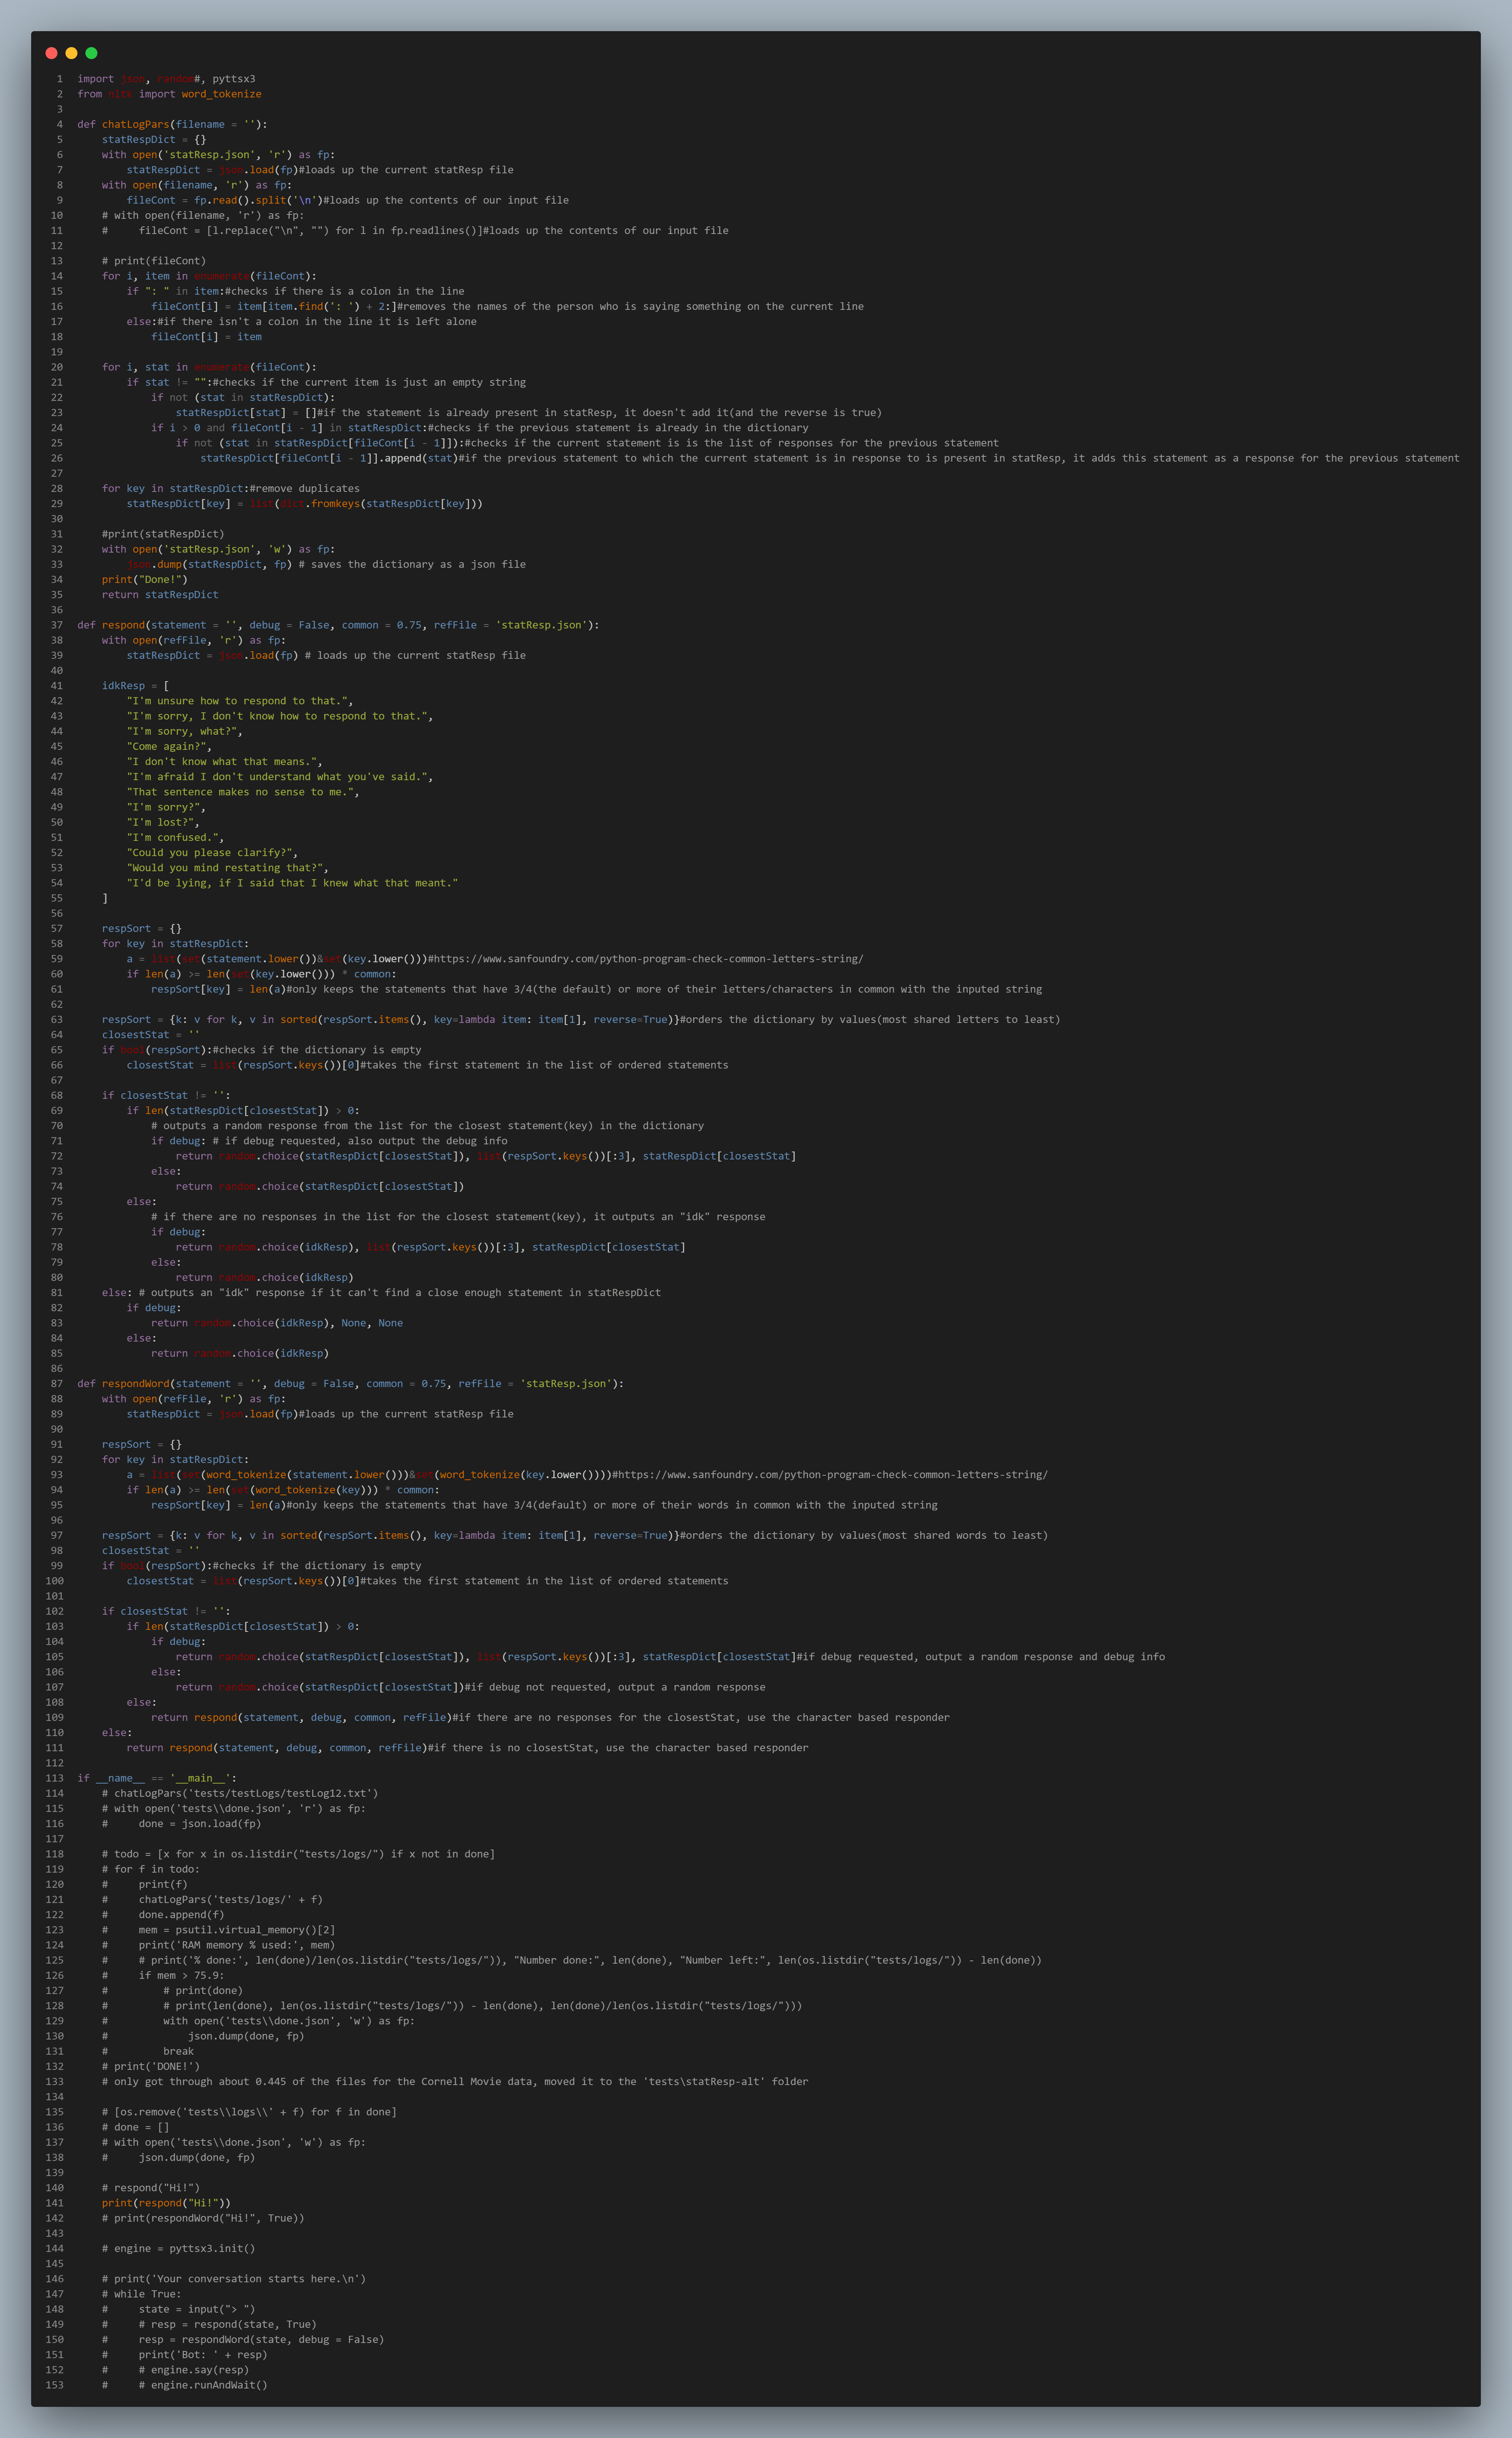 1 import json, random#, pyttsx3
2 from nltk import word_tokenize
3
4 def chatLogPars(filename = ''):
5     statRespDict = {}
6     with open('statResp.json', 'r') as fp:
7         statRespDict = json.load(fp)#loads up the current statResp file
8     with open(filename, 'r') as fp:
9         fileCont = fp.read().split('\n')#loads up the contents of our input file
10     # with open(filename, 'r') as fp:
11     #     fileCont = [l.replace("\n", "") for l in fp.readlines()]#loads up the contents of our input file
12
13     # print(fileCont)
14     for i, item in enumerate(fileCont):
15         if ": " in item:#checks if there is a colon in the line
16             fileCont[i] = item[item.find(': ') + 2:]#removes the names of the person who is saying something on the current line
17         else:#if there isn't a colon in the line it is left alone
18             fileCont[i] = item
19
20     for i, stat in enumerate(fileCont):
21         if stat != "":#checks if the current item is just an empty string
22             if not (stat in statRespDict):
23                 statRespDict[stat] = []#if the statement is already present in statResp, it doesn't add it(and the reverse is true)
24             if i > 0 and fileCont[i - 1] in statRespDict:#checks if the previous statement is already in the dictionary
25                 if not (stat in statRespDict[fileCont[i - 1]]):#checks if the current statement is is the list of responses for the previous statement
26                     statRespDict[fileCont[i - 1]].append(stat)#if the previous statement to which the current statement is in response to is present in statResp, it adds this statement as a response for the previous statement
27
28     for key in statRespDict:#remove duplicates
29         statRespDict[key] = list(dict.fromkeys(statRespDict[key]))
30
31     #print(statRespDict)
32     with open('statResp.json', 'w') as fp:
33         json.dump(statRespDict, fp) # saves the dictionary as a json file
34     print("Done!")
35     return statRespDict
36
37 def respond(statement = '', debug = False, common = 0.75, refFile = 'statResp.json'):
38     with open(refFile, 'r') as fp:
39         statRespDict = json.load(fp) # loads up the current statResp file
40
41     idkResp = [
42         "I'm unsure how to respond to that.",
43         "I'm sorry, I don't know how to respond to that.",
44         "I'm sorry, what?",
45         "Come again?",
46         "I don't know what that means.",
47         "I'm afraid I don't understand what you've said.",
48         "That sentence makes no sense to me.",
49         "I'm sorry?",
50         "I'm lost?",
51         "I'm confused.",
52         "Could you please clarify?",
53         "Would you mind restating that?",
54         "I'd be lying, if I said that I knew what that meant."
55     ]
56
57     respSort = {}
58     for key in statRespDict:
59         a = list(set(statement.lower())&set(key.lower()))#https://www.sanfoundry.com/python-program-check-common-letters-string/
60         if len(a) >= len(set(key.lower())) * common:
61             respSort[key] = len(a)#only keeps the statements that have 3/4(the default) or more of their letters/characters in common with the inputed string
62
63     respSort = {k: v for k, v in sorted(respSort.items(), key=lambda item: item[1], reverse=True)}#orders the dictionary by values(most shared letters to least)
64     closestStat = ''
65     if bool(respSort):#checks if the dictionary is empty
66         closestStat = list(respSort.keys())[0]#takes the first statement in the list of ordered statements
67
68     if closestStat != '':
69         if len(statRespDict[closestStat]) > 0:
70             # outputs a random response from the list for the closest statement(key) in the dictionary
71             if debug: # if debug requested, also output the debug info
72                 return random.choice(statRespDict[closestStat]), list(respSort.keys())[:3], statRespDict[closestStat]
73             else:
74                 return random.choice(statRespDict[closestStat])
75         else:
76             # if there are no responses in the list for the closest statement(key), it outputs an "idk" response
77             if debug:
78                 return random.choice(idkResp), list(respSort.keys())[:3], statRespDict[closestStat]
79             else:
80                 return random.choice(idkResp)
81     else: # outputs an "idk" response if it can't find a close enough statement in statRespDict
82         if debug:
83             return random.choice(idkResp), None, None
84         else:
85             return random.choice(idkResp)
86
87 def respondWord(statement = '', debug = False, common = 0.75, refFile = 'statResp.json'):
88     with open(refFile, 'r') as fp:
89         statRespDict = json.load(fp)#loads up the current statResp file
90
91     respSort = {}
92     for key in statRespDict:
93         a = list(set(word_tokenize(statement.lower()))&set(word_tokenize(key.lower())))#https://www.sanfoundry.com/python-program-check-common-letters-string/
94         if len(a) >= len(set(word_tokenize(key))) * common:
95             respSort[key] = len(a)#only keeps the statements that have 3/4(default) or more of their words in common with the inputed string
96
97     respSort = {k: v for k, v in sorted(respSort.items(), key=lambda item: item[1], reverse=True)}#orders the dictionary by values(most shared words to least)
98     closestStat = ''
99     if bool(respSort):#checks if the dictionary is empty
100         closestStat = list(respSort.keys())[0]#takes the first statement in the list of ordered statements
101
102     if closestStat != '':
103         if len(statRespDict[closestStat]) > 0:
104             if debug:
105                 return random.choice(statRespDict[closestStat]), list(respSort.keys())[:3], statRespDict[closestStat]#if debug requested, output a random response and debug info
106             else:
107                 return random.choice(statRespDict[closestStat])#if debug not requested, output a random response
108         else:
109             return respond(statement, debug, common, refFile)#if there are no responses for the closestStat, use the character based responder
110     else:
111         return respond(statement, debug, common, refFile)#if there is no closestStat, use the character based responder
112
113 if __name__ == '__main__':
114     # chatLogPars('tests/testLogs/testLog12.txt')
115     # with open('tests\\done.json', 'r') as fp:
116     #     done = json.load(fp)
117
118     # todo = [x for x in os.listdir("tests/logs/") if x not in done]
119     # for f in todo:
120     #     print(f)
121     #     chatLogPars('tests/logs/' + f)
122     #     done.append(f)
123     #     mem = psutil.virtual_memory()[2]
124     #     print('RAM memory % used:', mem)
125     #     # print('% done:', len(done)/len(os.listdir("tests/logs/")), "Number done:", len(done), "Number left:", len(os.listdir("tests/logs/")) - len(done))
126     #     if mem > 75.9:
127     #         # print(done)
128     #         # print(len(done), len(os.listdir("tests/logs/")) - len(done), len(done)/len(os.listdir("tests/logs/")))
129     #         with open('tests\\done.json', 'w') as fp:
130     #             json.dump(done, fp)
131     #         break
132     # print('DONE!')
133     # only got through about 0.445 of the files for the Cornell Movie data, moved it to the 'tests\statResp-alt' folder
134
135     # [os.remove('tests\\logs\\' + f) for f in done]
136     # done = []
137     # with open('tests\\done.json', 'w') as fp:
138     #     json.dump(done, fp)
139
140     # respond("Hi!")
141     print(respond("Hi!"))
142     # print(respondWord("Hi!", True))
143
144     # engine = pyttsx3.init()
145
146     # print('Your conversation starts here.\n')
147     # while True:
148     #     state = input("> ")
149     #     # resp = respond(state, True)
150     #     resp = respondWord(state, debug = False)
151     #     print('Bot: ' + resp)
152     #     # engine.say(resp)
153     #     # engine.runAndWait()